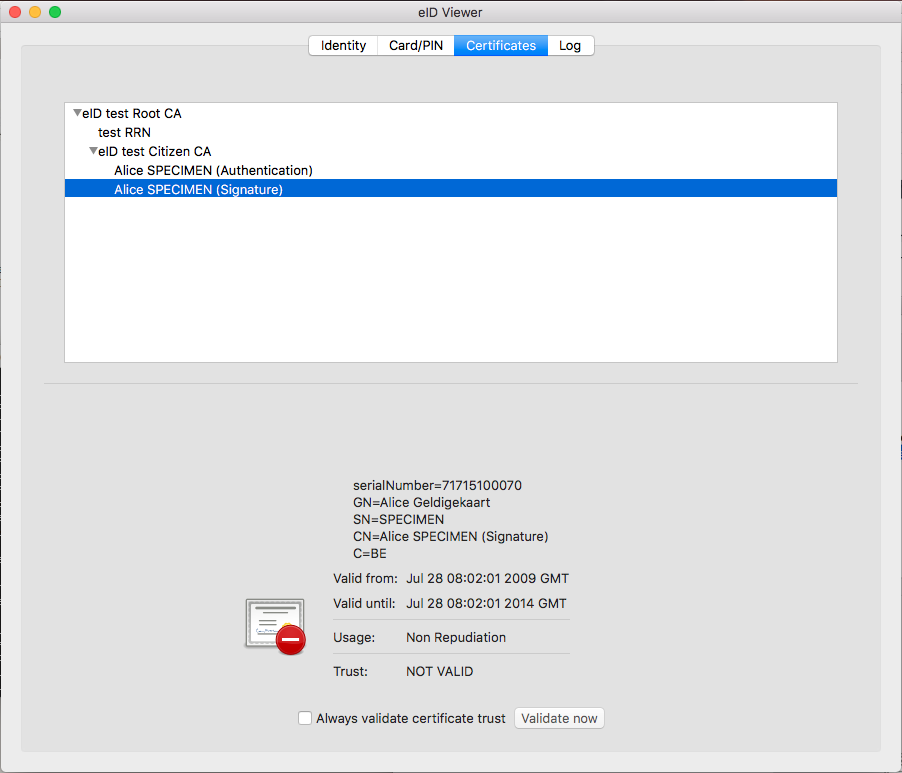 eID Viewer
Identity Card/PIN Certificates Log
eID test Root CA
test RRN
eID test Citizen CA
Alice SPECIMEN (Authentication)
Alice SPECIMEN (Signature)
serialNumber=71715100070
GN=Alice Geldigekaart
SN=SPECIMEN
CN=Alice SPECIMEN (Signature)
C=BE
Valid from: Jul 28 08:02:01 2009 GMT
Valid until: Jul 28 08:02:01 2014 GMT
Usage: Non Repudiation
Trust: NOT VALID
Always validate certificate trust Validate now